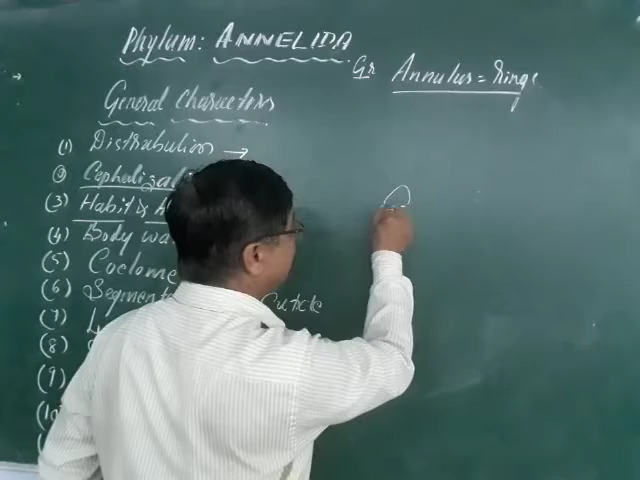 Phylum: ANNELIDA
Gr Annulus = rings
General Characters
(1) Distribution →
(2) Cephalizati
(3) Habit &
(4) Body wa
(5) Coelome
(6) Segment Cuticle
(7)
(8)
(9)
(10